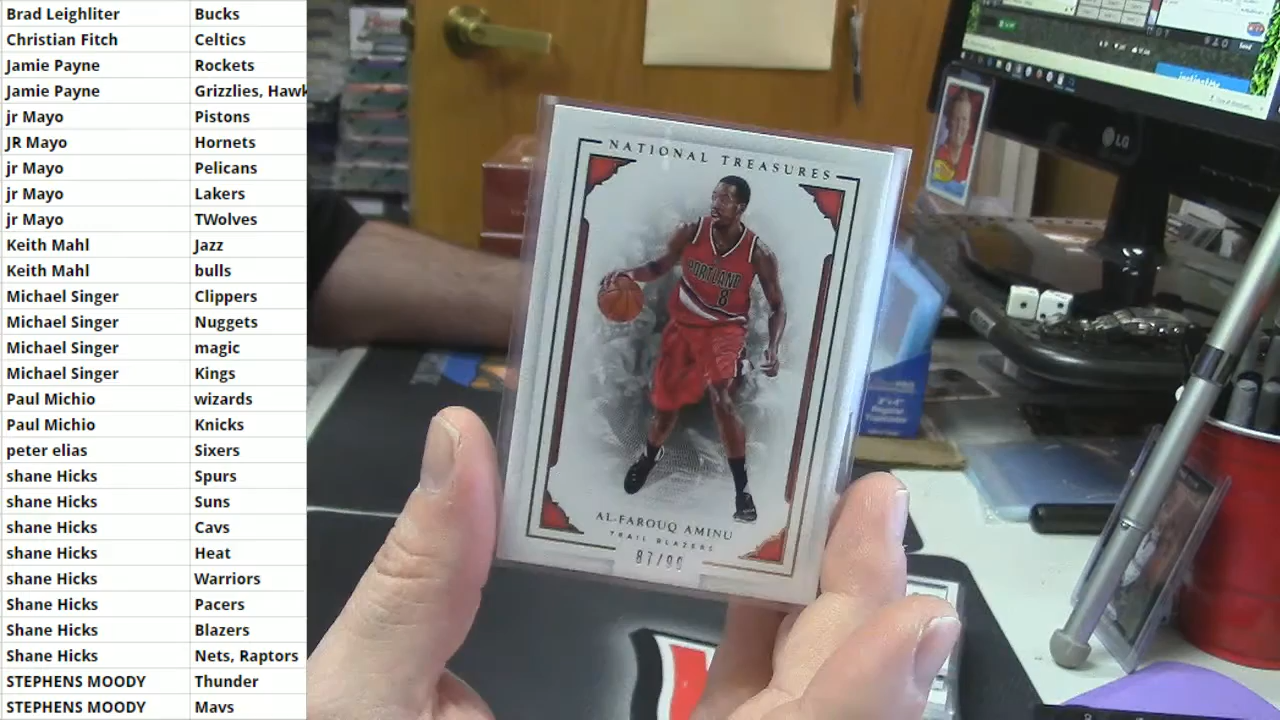 Brad Leighliter Bucks
Christian Fitch Celtics
Jamie Payne Rockets
Jamie Payne Grizzlies, Hawk
jr Mayo Pistons
JR Mayo Hornets
jr Mayo Pelicans
jr Mayo Lakers
jr Mayo TWolves
Keith Mahl Jazz
Keith Mahl bulls
Michael Singer Clippers
Michael Singer Nuggets
Michael Singer magic
Michael Singer Kings
Paul Michio wizards
Paul Michio Knicks
peter elias Sixers
shane Hicks Spurs
shane Hicks Suns
shane Hicks Cavs
shane Hicks Heat
shane Hicks Warriors
Shane Hicks Pacers
Shane Hicks Blazers
Shane Hicks Nets, Raptors
STEPHENS MOODY Thunder
STEPHENS MOODY Mavs
NATIONAL TREASURES
PORTLAND
8
AL-FAROUQ AMINU
TRAIL BLAZERS
87/99
LG